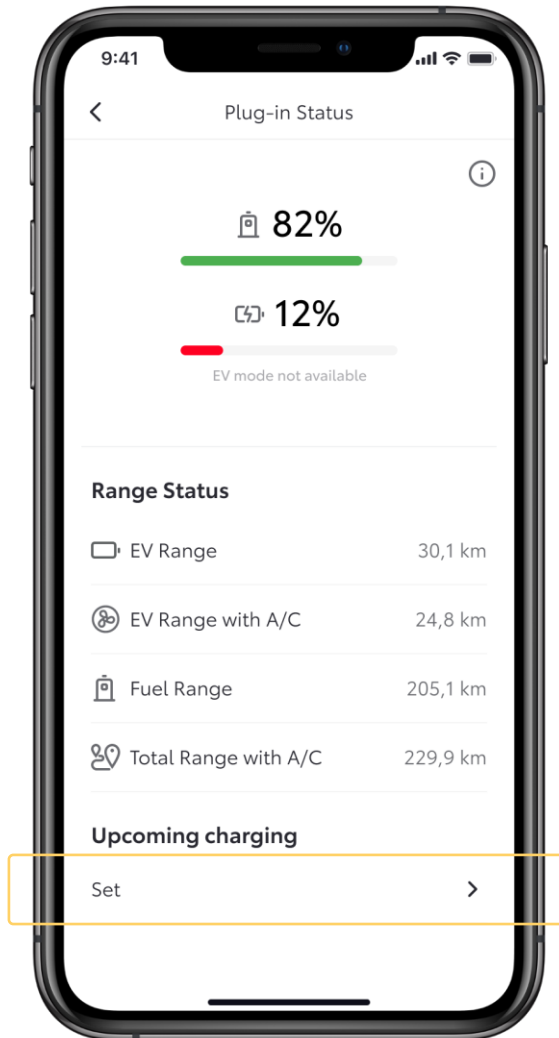 9:41
Plug-in Status
82%
12%
EV mode not available
Range Status
EV Range 30,1 km
EV Range with A/C 24,8 km
Fuel Range 205,1 km
Total Range with A/C 229,9 km
Upcoming charging
Set